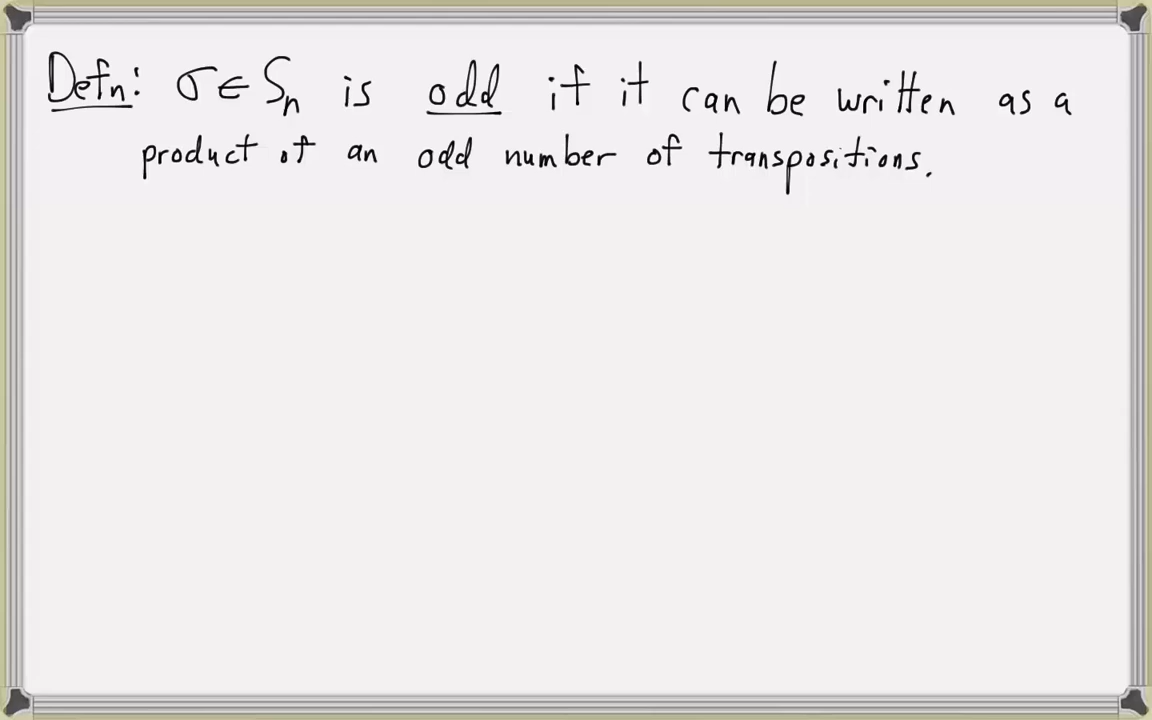 Defn: σ ∈ Sn is odd if it can be written as a
product of an odd number of transpositions.